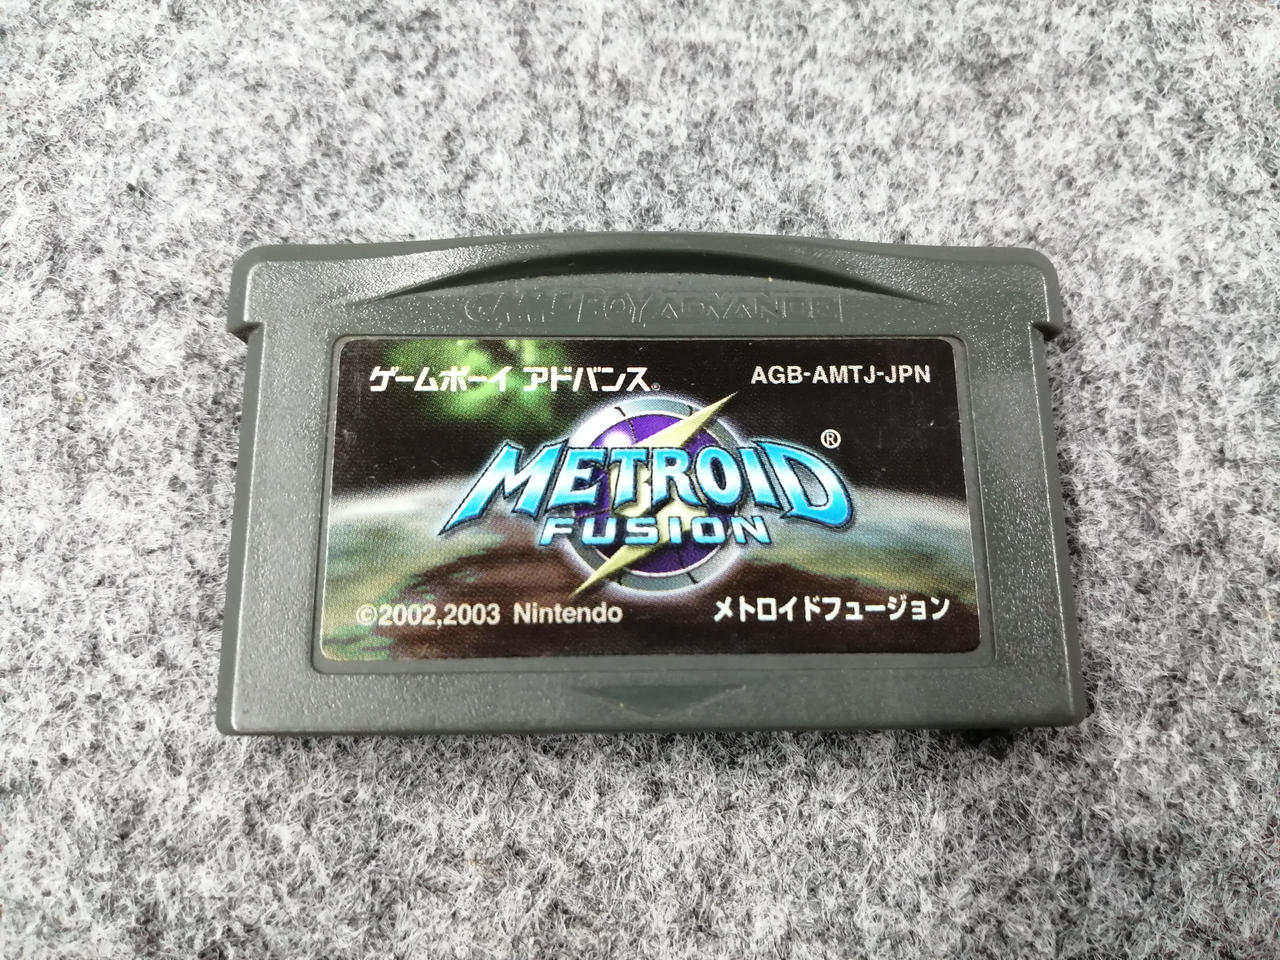 GAME BOY ADVANCE
ゲームボーイ アドバンス®
AGB-AMTJ-JPN
METROID®
FUSION
©2002,2003 Nintendo
メトロイドフュージョン